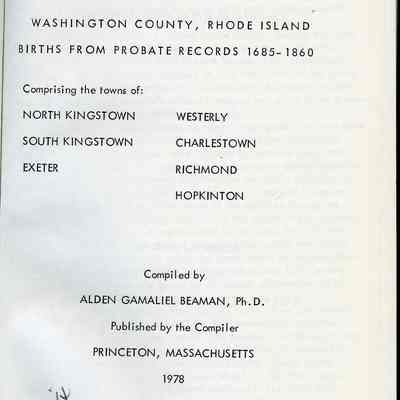 WASHINGTON COUNTY, RHODE ISLAND
BIRTHS FROM PROBATE RECORDS 1685-1860
Comprising the towns of:
NORTH KINGSTOWN WESTERLY
SOUTH KINGSTOWN CHARLESTOWN
EXETER RICHMOND
HOPKINTON
Compiled by
ALDEN GAMALIEL BEAMAN, Ph.D.
Published by the Compiler
PRINCETON, MASSACHUSETTS
1978